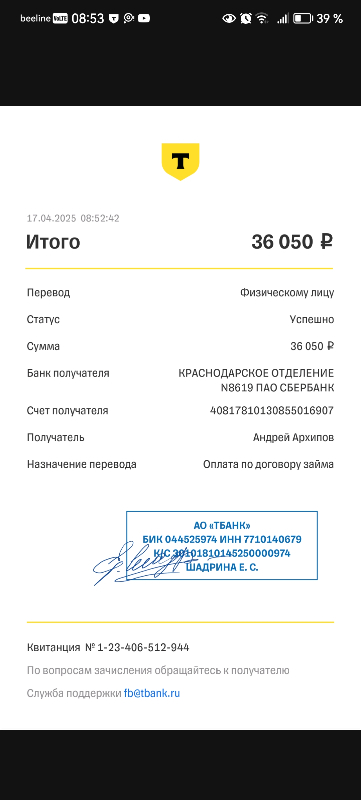 beeline VoLTE 08:53 39 %
T
17.04.2025 08:52:42
Итого 36 050 ₽
Перевод Физическому лицу
Статус Успешно
Сумма 36 050 ₽
Банк получателя КРАСНОДАРСКОЕ ОТДЕЛЕНИЕ
N8619 ПАО СБЕРБАНК
Счет получателя 40817810130855016907
Получатель Андрей Архипов
Назначение перевода Оплата по договору займа
АО «ТБАНК»
БИК 044525974 ИНН 7710140679
К/С 30101810145250000974
ШАДРИНА Е. С.
Квитанция № 1-23-406-512-944
По вопросам зачисления обращайтесь к получателю
Служба поддержки fb@tbank.ru